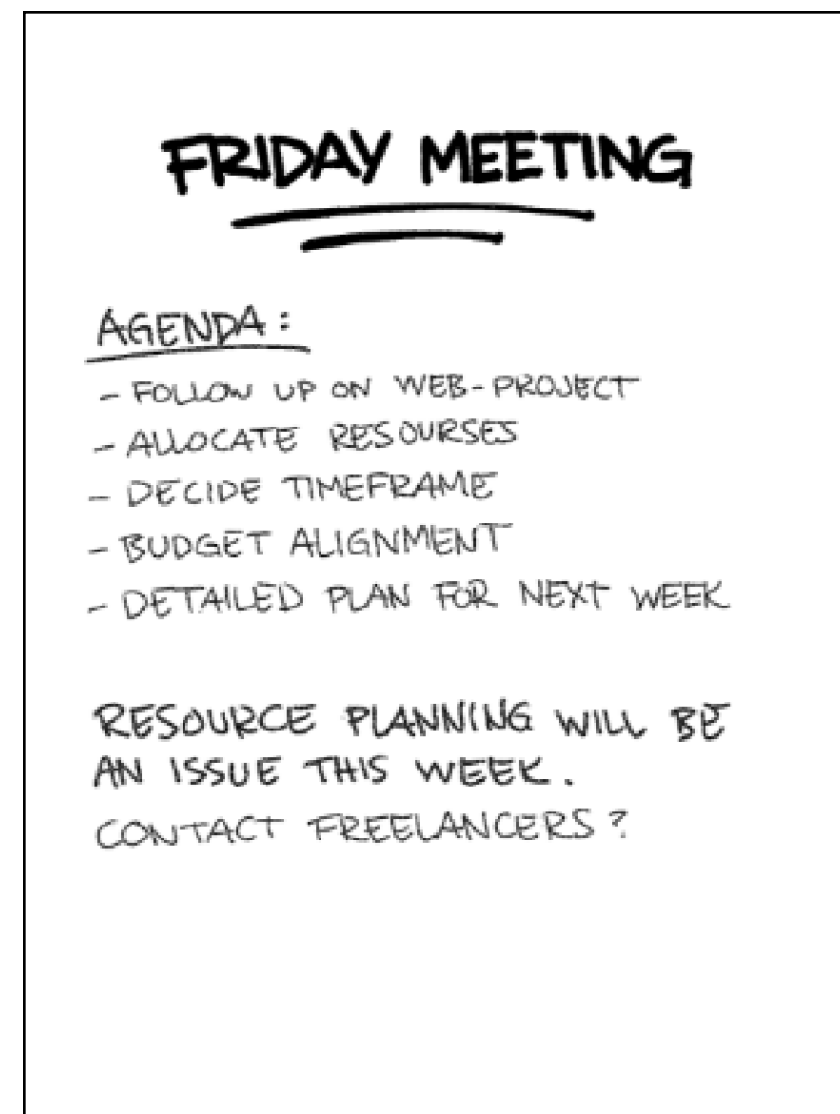 FRIDAY MEETING
AGENDA:
- FOLLOW UP ON WEB-PROJECT
- ALLOCATE RESOURSES
- DECIDE TIMEFRAME
- BUDGET ALIGNMENT
- DETAILED PLAN FOR NEXT WEEK
RESOURCE PLANNING WILL BE
AN ISSUE THIS WEEK.
CONTACT FREELANCERS?